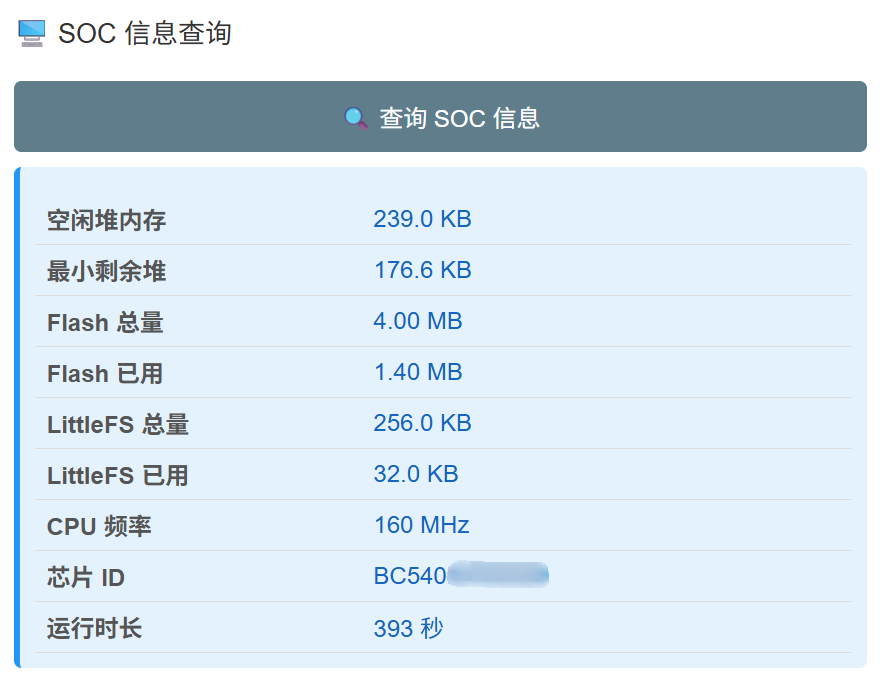 SOC 信息查询
查询 SOC 信息
空闲堆内存 239.0 KB
最小剩余堆 176.6 KB
Flash 总量 4.00 MB
Flash 已用 1.40 MB
LittleFS 总量 256.0 KB
LittleFS 已用 32.0 KB
CPU 频率 160 MHz
芯片 ID BC540
运行时长 393 秒